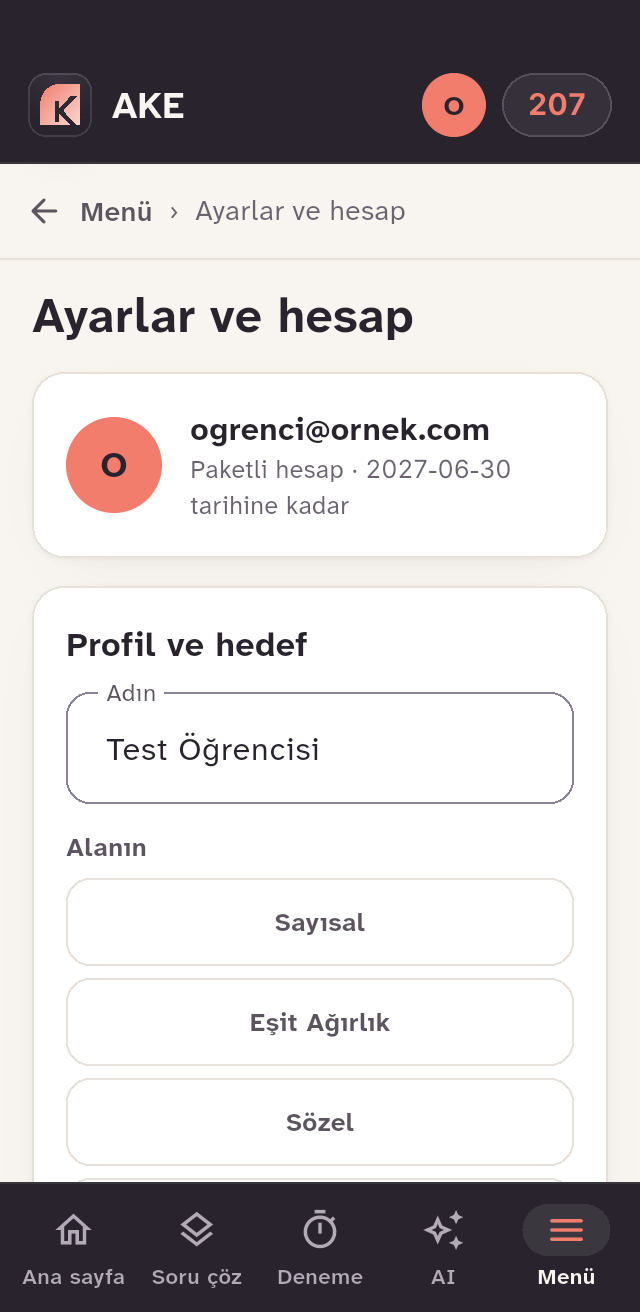 K AKE O 207
← Menü › Ayarlar ve hesap
Ayarlar ve hesap
O
ogrenci@ornek.com
Paketli hesap · 2027-06-30
tarihine kadar
Profil ve hedef
Adın
Test Öğrencisi
Alanın
Sayısal
Eşit Ağırlık
Sözel
Ana sayfa Soru çöz Deneme AI Menü